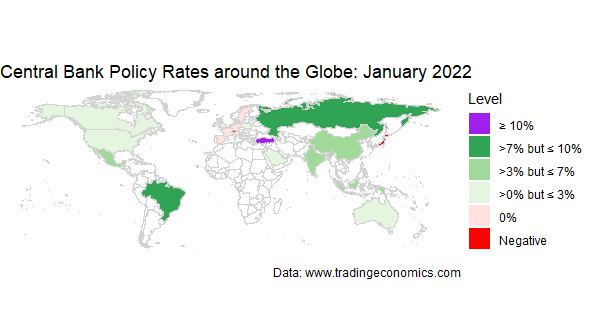 Central Bank Policy Rates around the Globe: January 2022
Level
≥ 10%
>7% but ≤ 10%
>3% but ≤ 7%
>0% but ≤ 3%
0%
Negative
Data: www.tradingeconomics.com